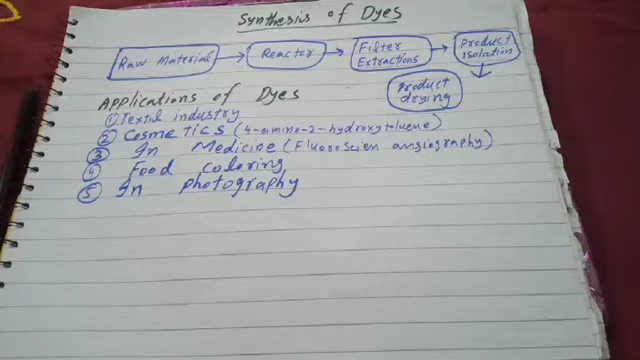 Synthesis of Dyes
Raw Material → Reactor → Filter Extractions → Product isolation
Product drying
Applications of Dyes
① Textil industry
② Cosmetics (4-amino-2-hydroxytoluene)
③ In Medicine (Fluoroscien angiography)
④ Food coloring
⑤ In photography